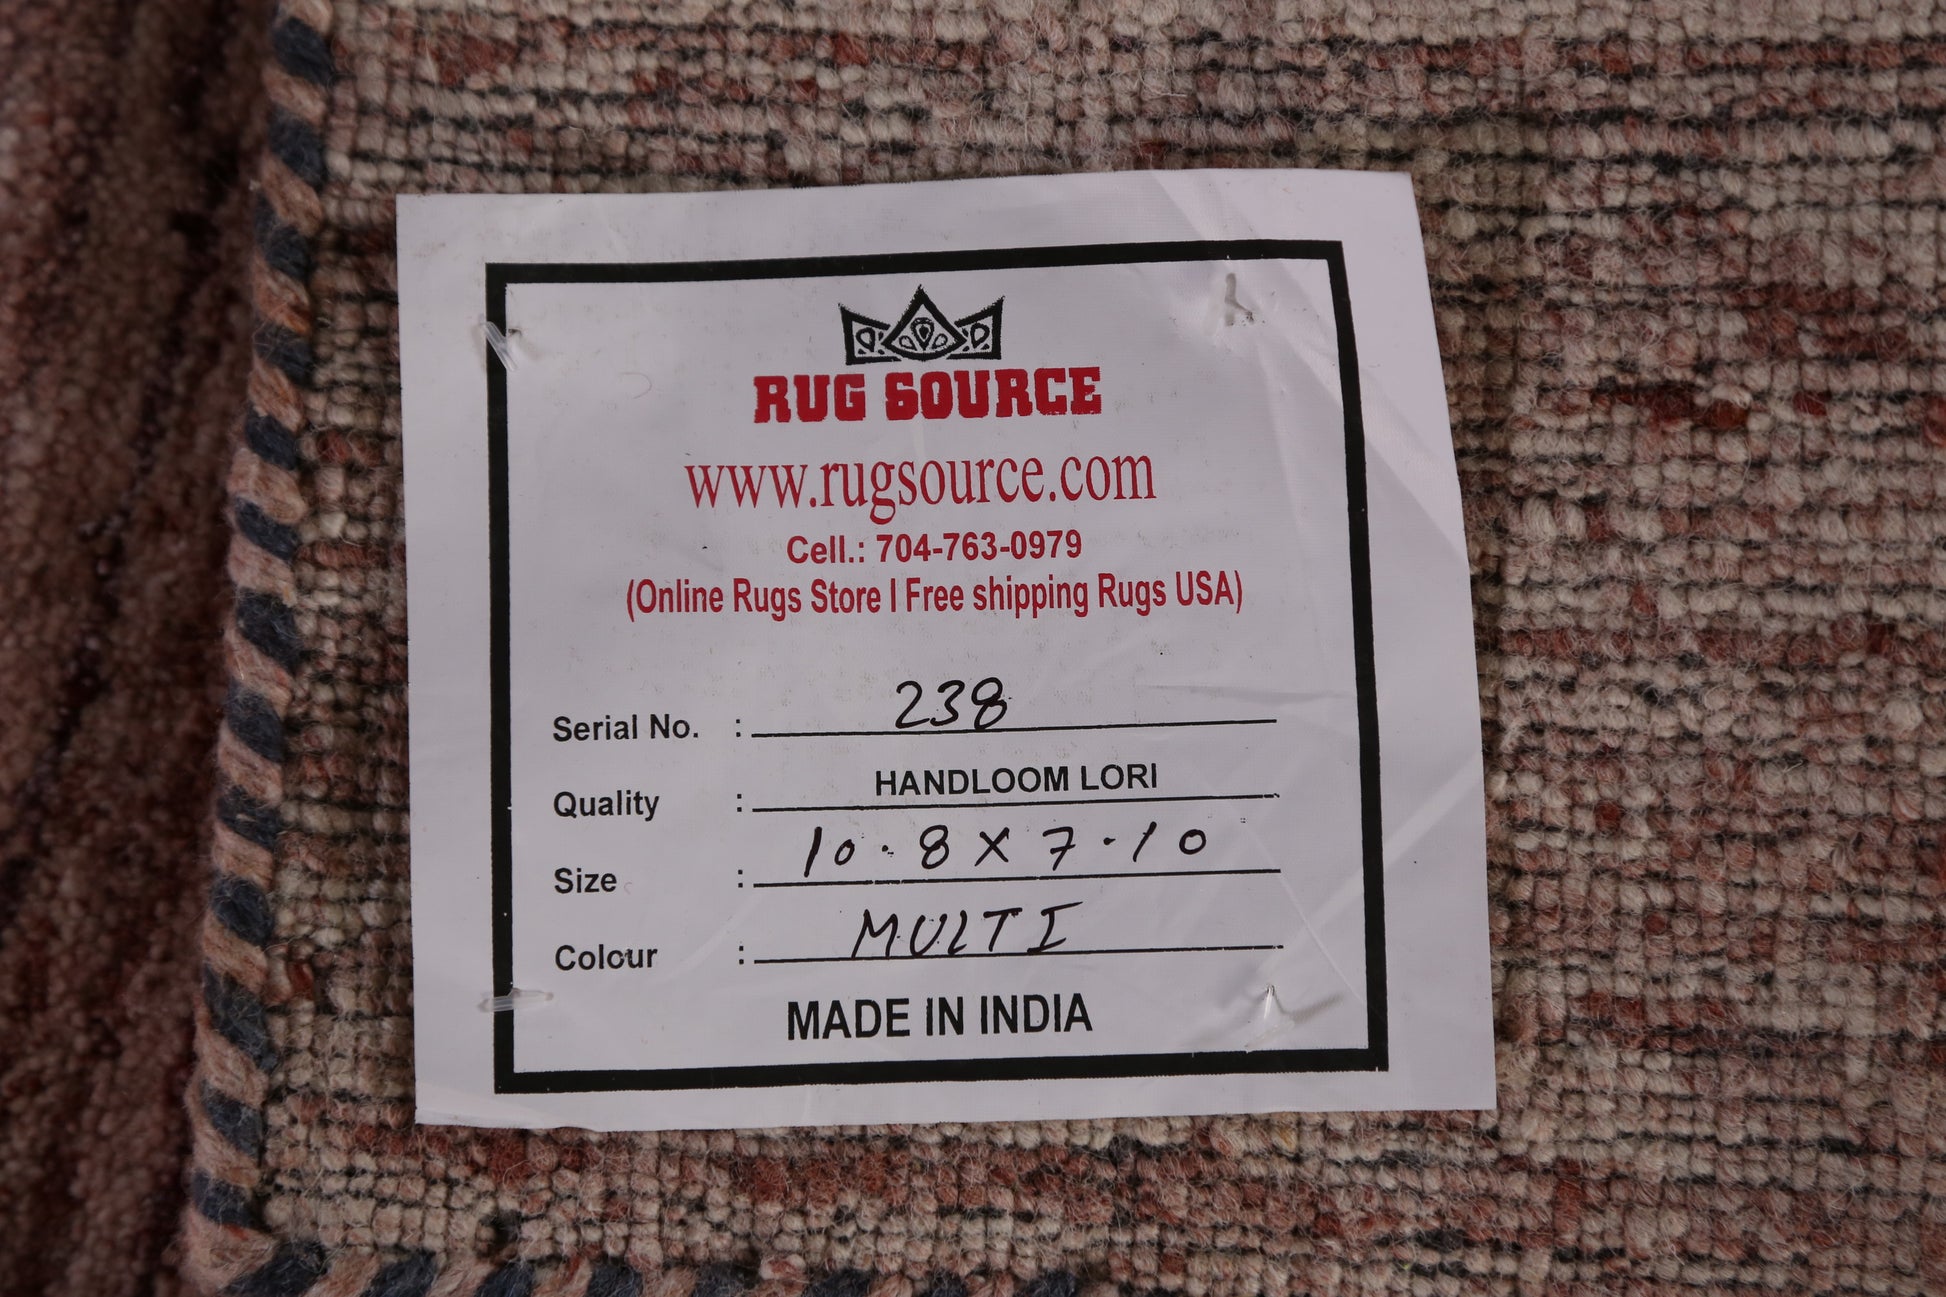 RUG SOURCE
www.rugsource.com
Cell.: 704-763-0979
(Online Rugs Store I Free shipping Rugs USA)
Serial No. : 238
Quality : HANDLOOM LORI
Size : 10.8 X 7.10
Colour : MULTI
MADE IN INDIA